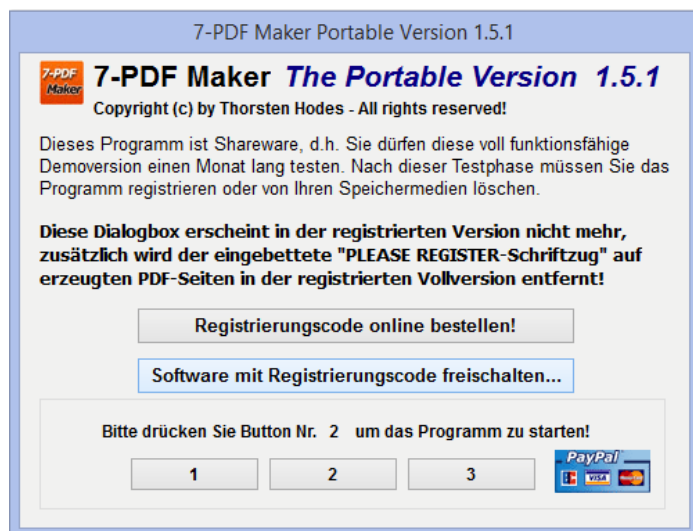 7-PDF Maker Portable Version 1.5.1
7-PDF
Maker
7-PDF Maker The Portable Version 1.5.1
Copyright (c) by Thorsten Hodes - All rights reserved!
Dieses Programm ist Shareware, d.h. Sie dürfen diese voll funktionsfähige
Demoversion einen Monat lang testen. Nach dieser Testphase müssen Sie das
Programm registrieren oder von Ihren Speichermedien löschen.
Diese Dialogbox erscheint in der registrierten Version nicht mehr,
zusätzlich wird der eingebettete "PLEASE REGISTER-Schriftzug" auf
erzeugten PDF-Seiten in der registrierten Vollversion entfernt!
Registrierungscode online bestellen!
Software mit Registrierungscode freischalten...
Bitte drücken Sie Button Nr. 2 um das Programm zu starten!
1 2 3
PayPal
VISA